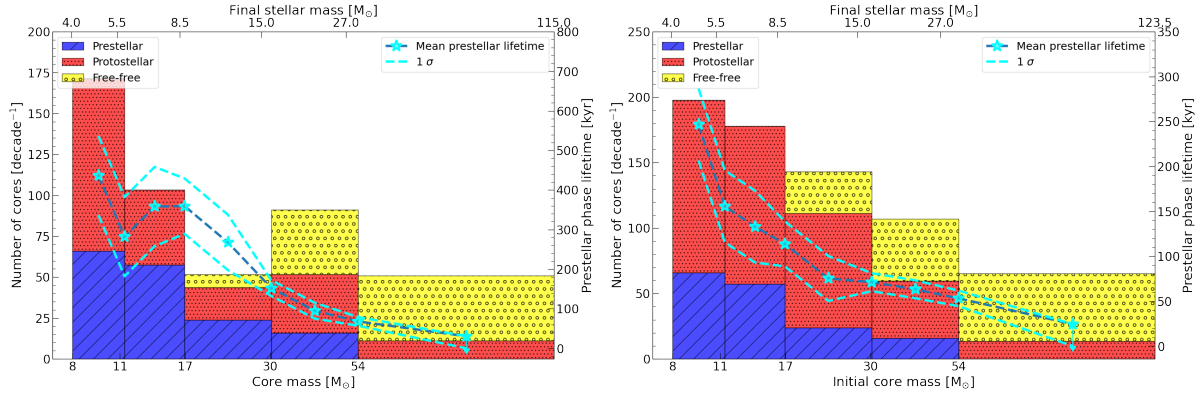 Final stellar mass [M⊙]
4.0 5.5 8.5 15.0 27.0 115.0
200 175 150 125 100 75 50 25 0
Number of cores [decade⁻¹]
Prestellar
Protostellar
Free-free
Mean prestellar lifetime
1 σ
800 700 600 500 400 300 200 100 0
Prestellar phase lifetime [kyr]
8 11 17 30 54
Core mass [M⊙]
Final stellar mass [M⊙]
4.0 5.5 8.5 15.0 27.0 123.5
250 200 150 100 50 0
Number of cores [decade⁻¹]
Prestellar
Protostellar
Free-free
Mean prestellar lifetime
1 σ
350 300 250 200 150 100 50 0
Prestellar phase lifetime [kyr]
8 11 17 30 54
Initial core mass [M⊙]